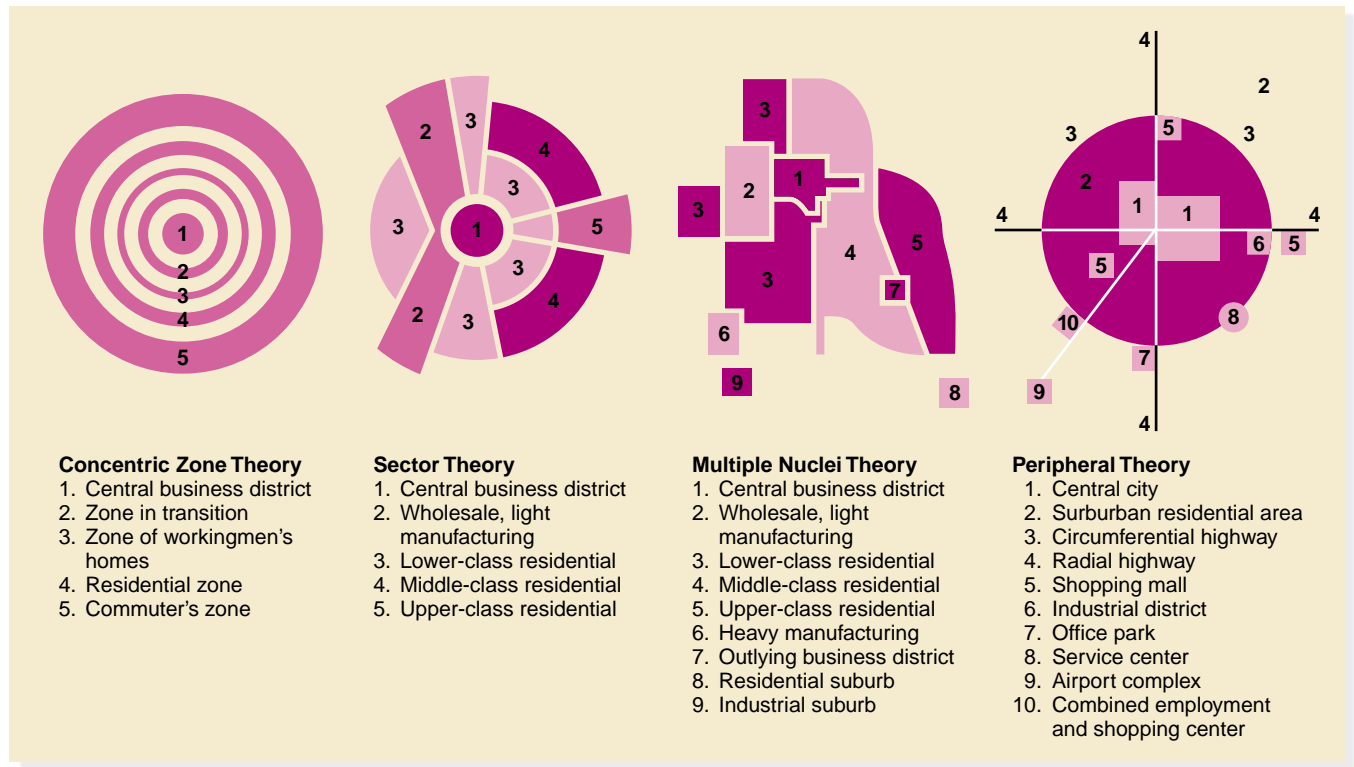 1
2
3
4
5
2
3
4
3
3
1
5
3
2
3
4
3
2
1
3
4
5
3
7
6
9
8
4
2
3
5
3
2
1
1
4
4
6
5
5
10
8
7
9
4
Concentric Zone Theory
1. Central business district
2. Zone in transition
3. Zone of workingmen's
homes
4. Residential zone
5. Commuter's zone
Sector Theory
1. Central business district
2. Wholesale, light
manufacturing
3. Lower-class residential
4. Middle-class residential
5. Upper-class residential
Multiple Nuclei Theory
1. Central business district
2. Wholesale, light
manufacturing
3. Lower-class residential
4. Middle-class residential
5. Upper-class residential
6. Heavy manufacturing
7. Outlying business district
8. Residential suburb
9. Industrial suburb
Peripheral Theory
1. Central city
2. Surburban residential area
3. Circumferential highway
4. Radial highway
5. Shopping mall
6. Industrial district
7. Office park
8. Service center
9. Airport complex
10. Combined employment
and shopping center